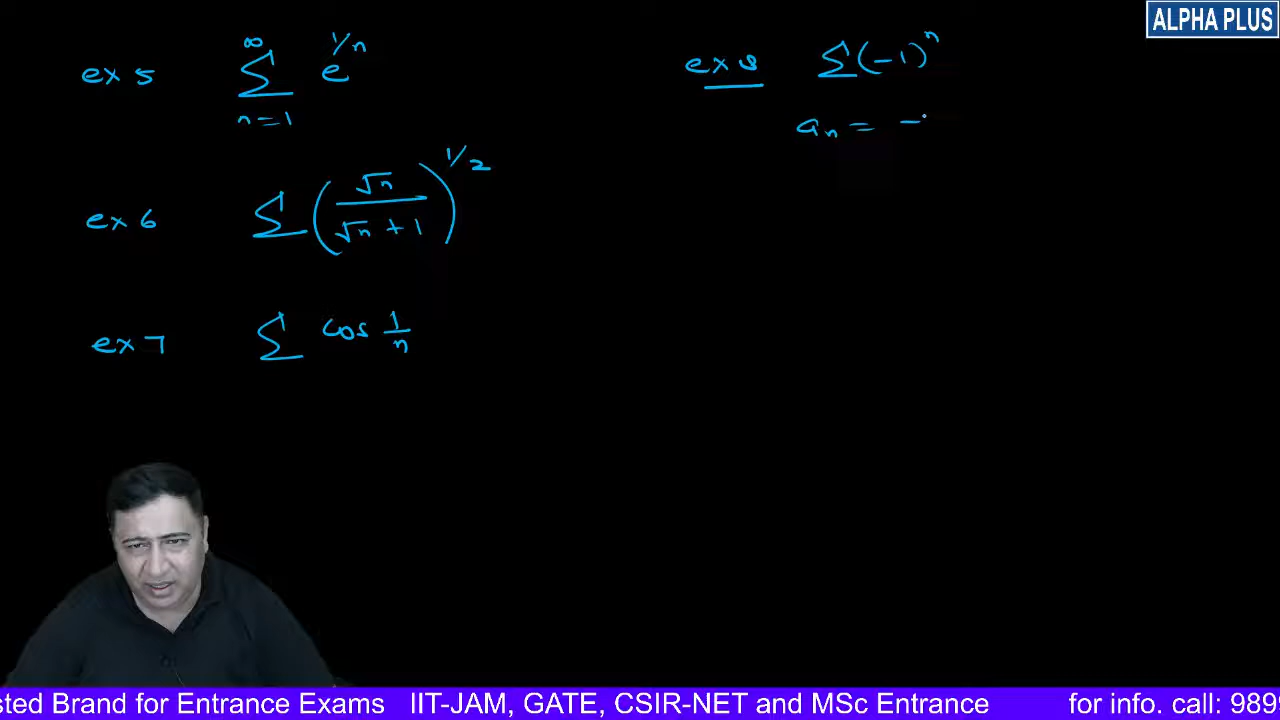 ALPHA PLUS
ex 5 ∞ Σ n=1 e^1/n
ex 6 Σ (√n / √n + 1)^1/2
ex 7 Σ cos 1/n
ex 8 Σ(-1)^n
a_n = -
sted Brand for Entrance Exams IIT-JAM, GATE, CSIR-NET and MSc Entrance for info. call: 989